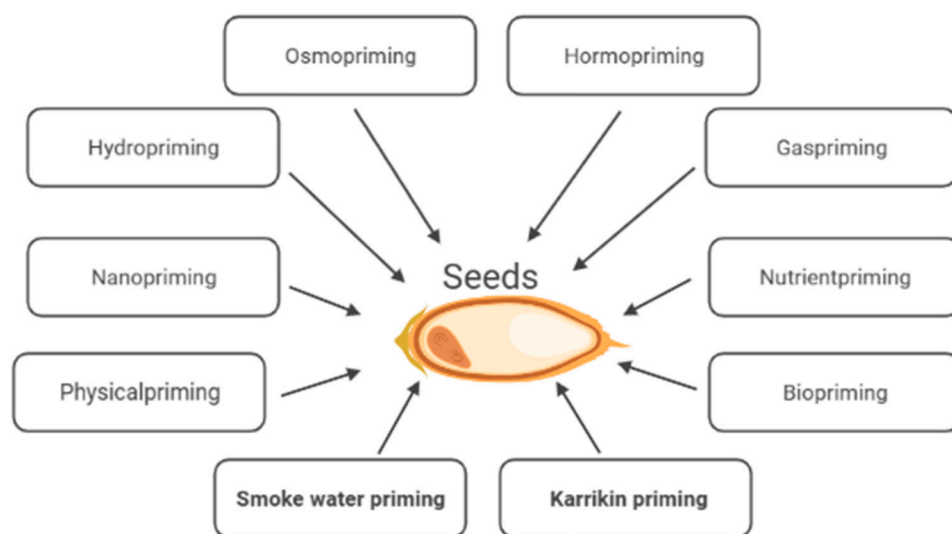 Osmopriming
Hormopriming
Hydropriming
Gaspriming
Seeds
Nanopriming
Nutrientpriming
Physicalpriming
Biopriming
Smoke water priming
Karrikin priming